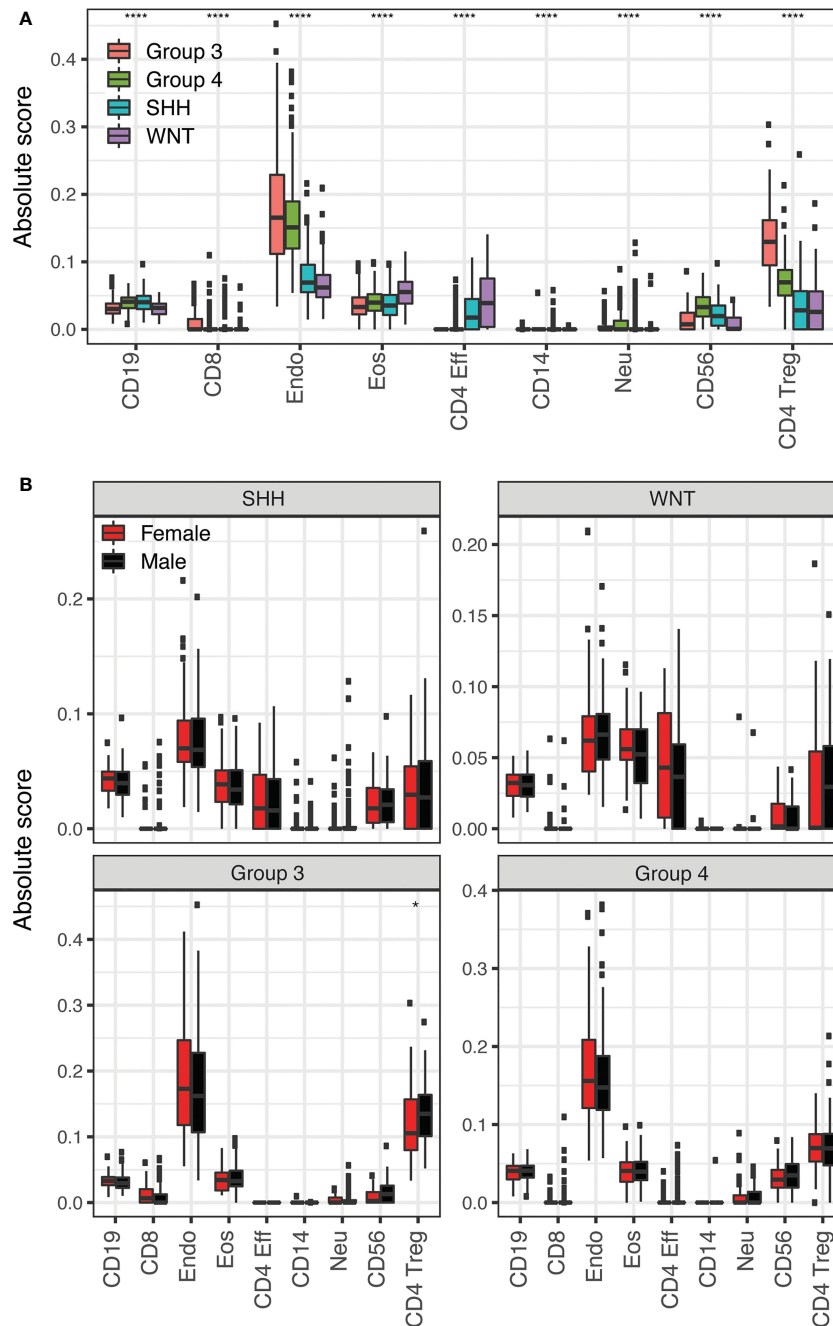 A
**** **** **** **** **** **** **** **** ****
Group 3
Group 4
SHH
WNT
Absolute score
0.4
0.3
0.2
0.1
0.0
CD19 CD8 Endo Eos CD4 Eff CD14 Neu CD56 CD4 Treg
B
SHH
WNT
Female
Male
Absolute score
0.2
0.1
0.0
0.20
0.15
0.10
0.05
0.00
Group 3
Group 4
*
0.4
0.3
0.2
0.1
0.0
0.4
0.3
0.2
0.1
0.0
CD19 CD8 Endo Eos CD4 Eff CD14 Neu CD56 CD4 Treg
CD19 CD8 Endo Eos CD4 Eff CD14 Neu CD56 CD4 Treg